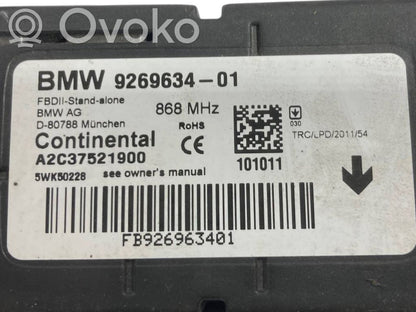 Ovoko
BMW 9269634-01
FBDII-Stand-alone
BMW AG
D-80788 München
868 MHz
RoHS
CE
030
TRC/LPD/2011/54
Continental
A2C37521900
101011
5WK50228 see owner's manual
FB926963401